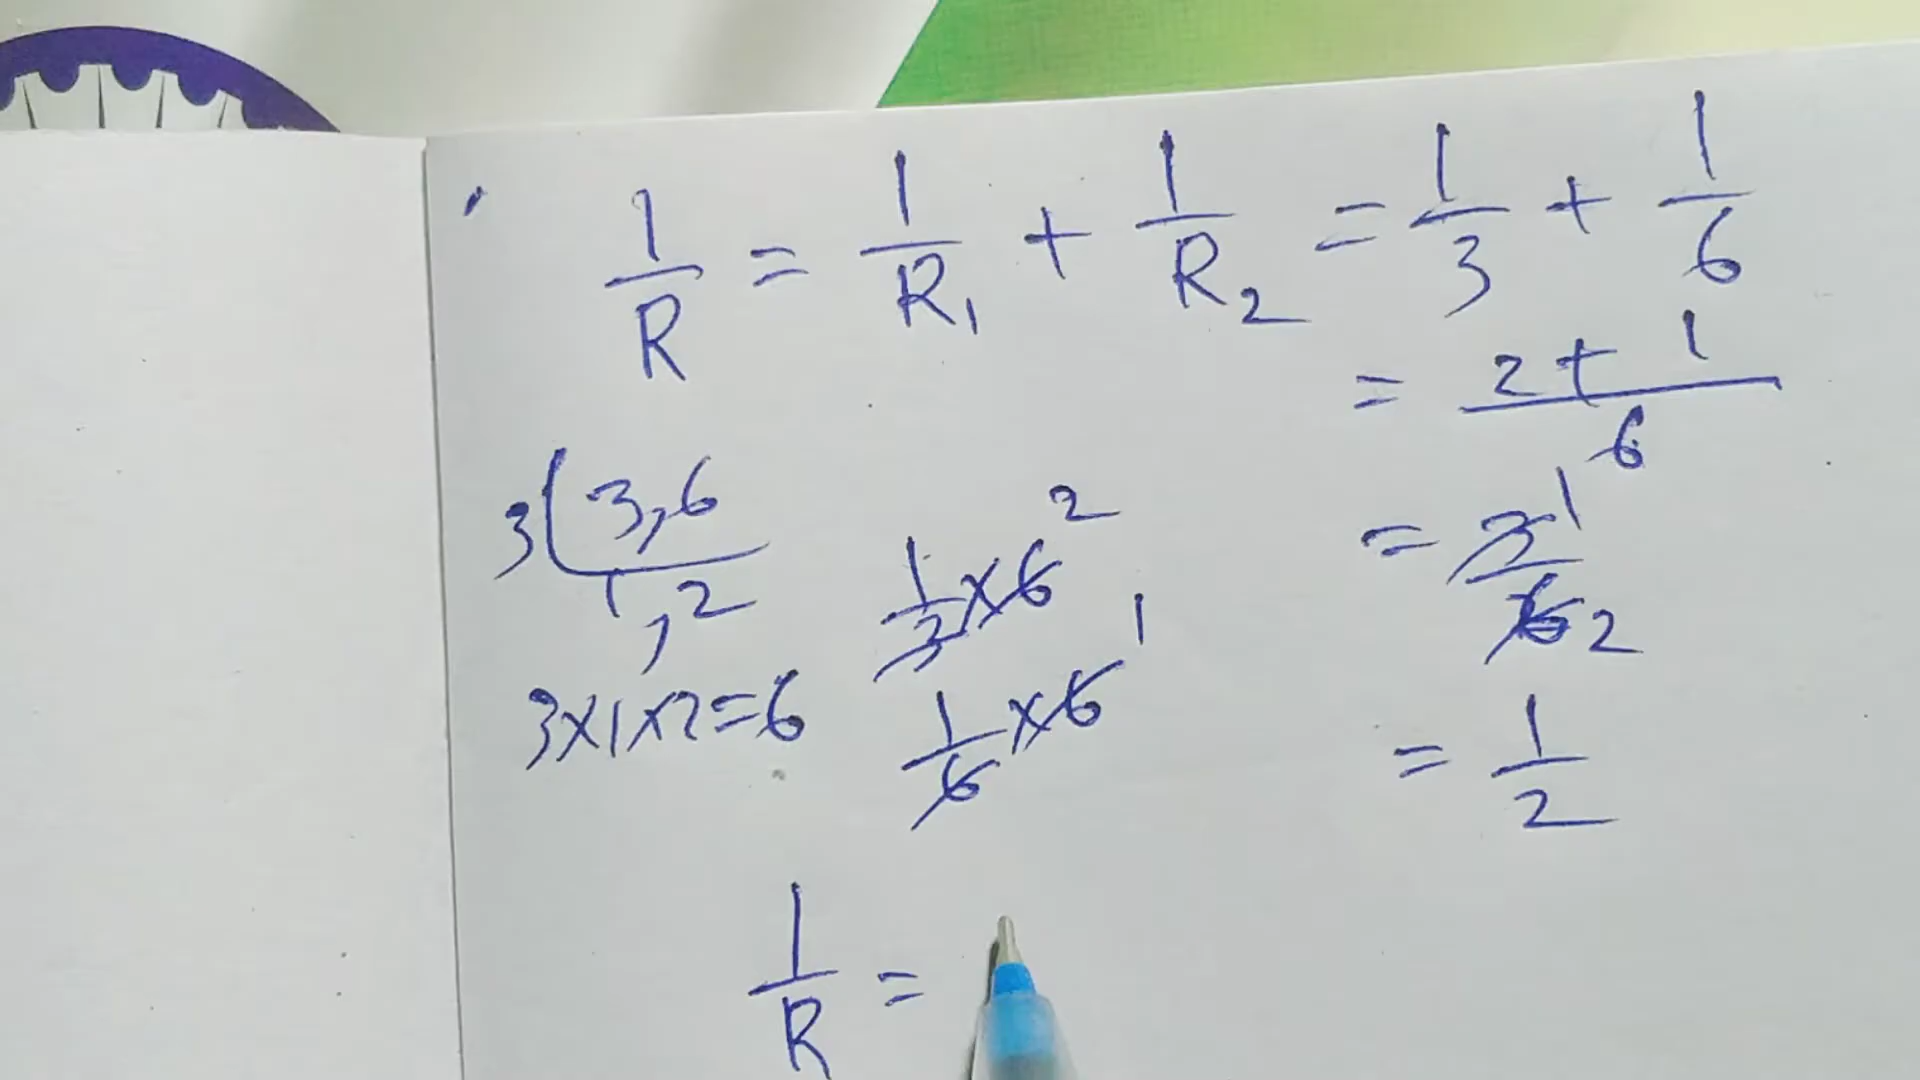 1/R = 1/R₁ + 1/R₂ = 1/3 + 1/6
= 2 + 1 / 6
= 3 1 / 6 2
= 1/2
3 ( 3, 6
1, 2
3×1×2=6
1/3 × 6 2
1/6 × 6 1
1/R =